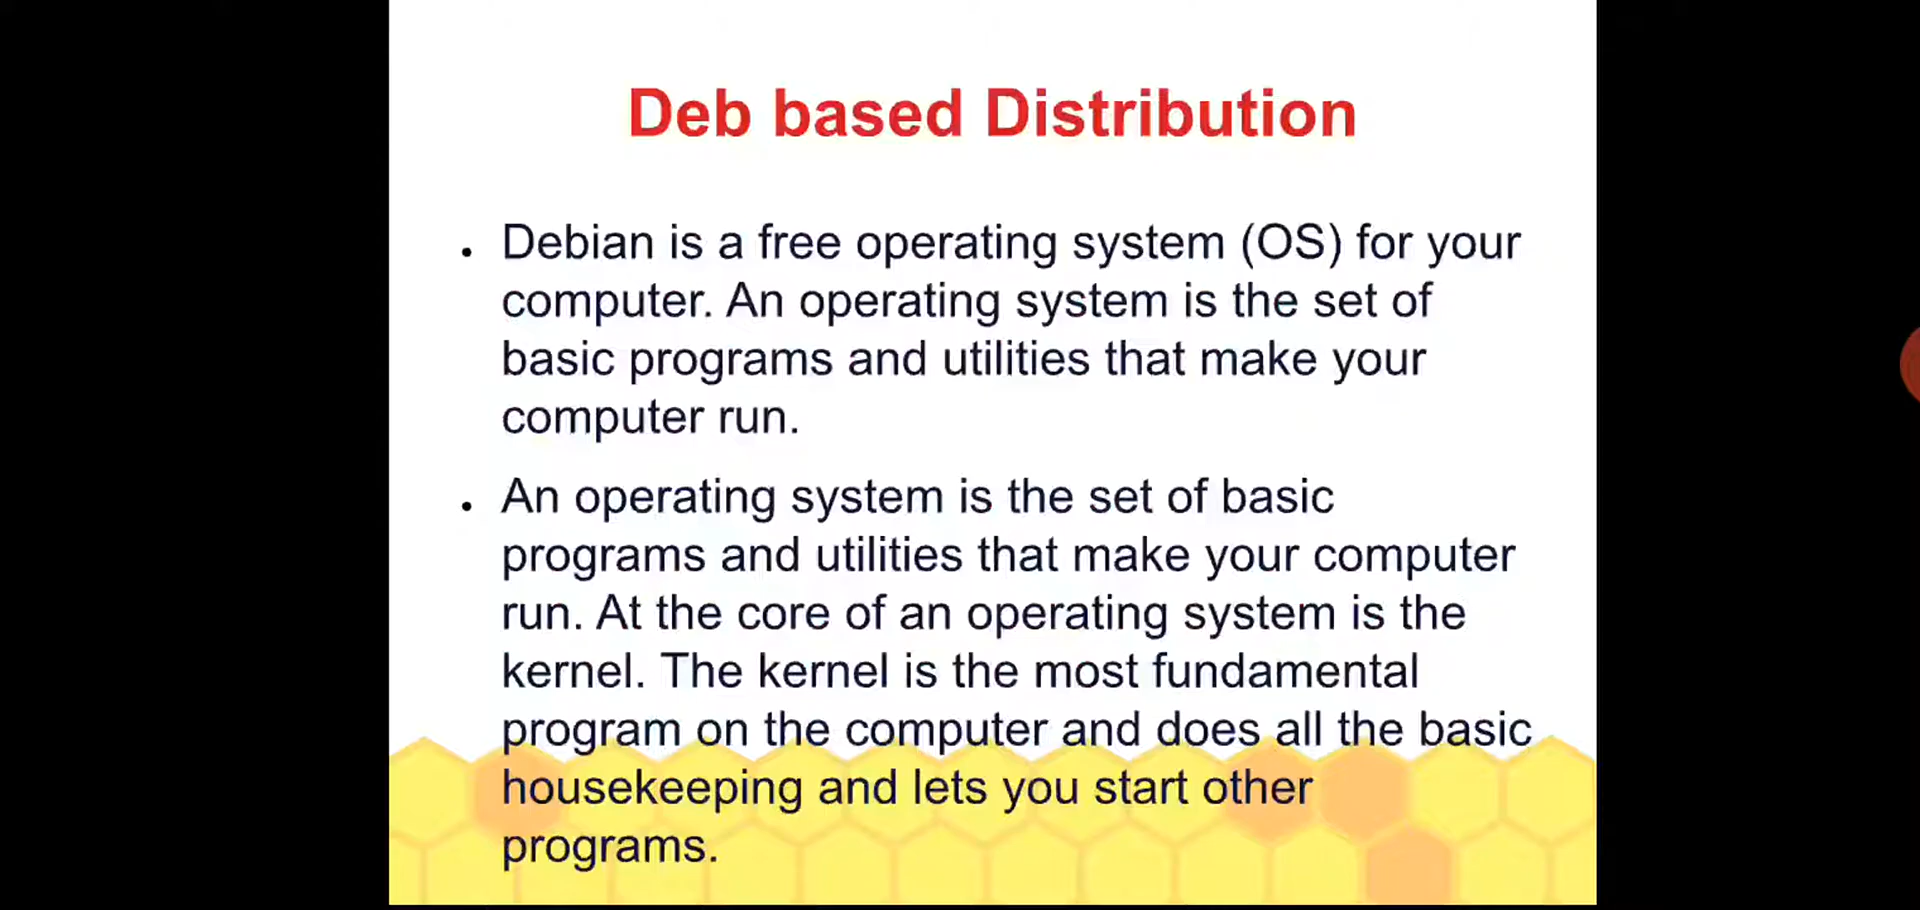 Deb based Distribution
• Debian is a free operating system (OS) for your
computer. An operating system is the set of
basic programs and utilities that make your
computer run.
• An operating system is the set of basic
programs and utilities that make your computer
run. At the core of an operating system is the
kernel. The kernel is the most fundamental
program on the computer and does all the basic
housekeeping and lets you start other
programs.